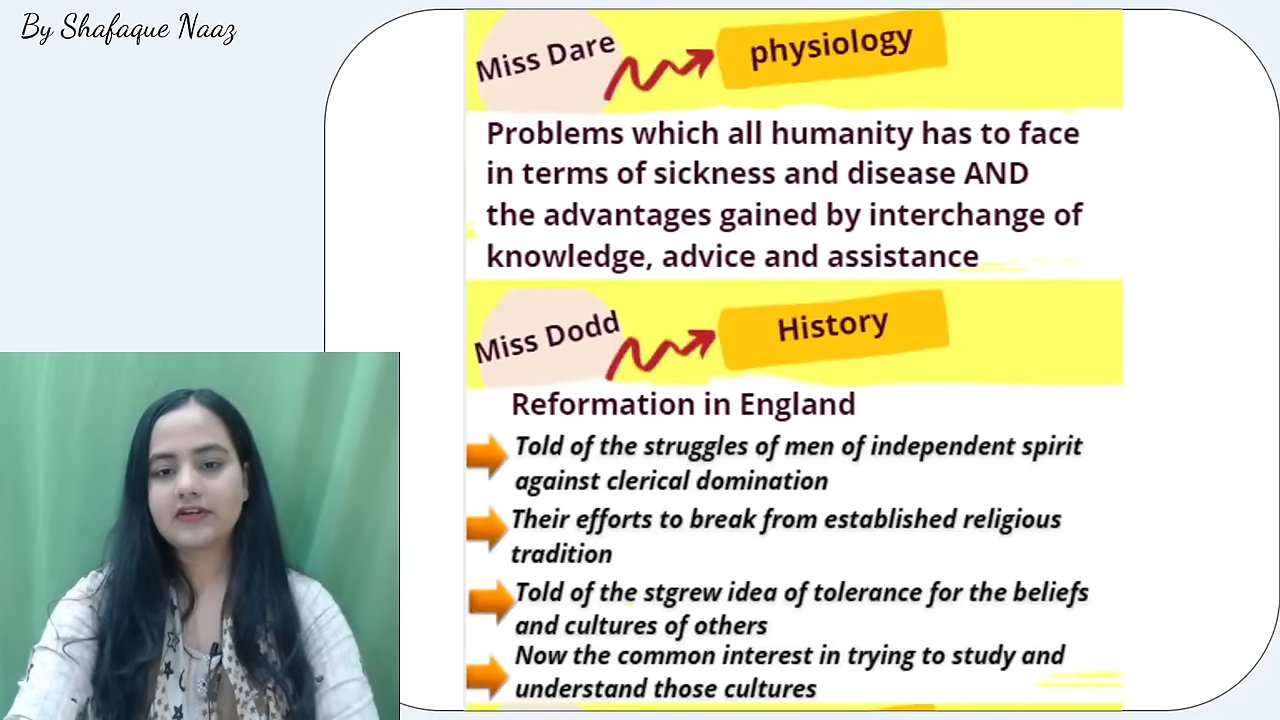 By Shafaque Naaz
Miss Dare
physiology
Problems which all humanity has to face
in terms of sickness and disease AND
the advantages gained by interchange of
knowledge, advice and assistance
Miss Dodd
History
Reformation in England
Told of the struggles of men of independent spirit
against clerical domination
Their efforts to break from established religious
tradition
Told of the stgrew idea of tolerance for the beliefs
and cultures of others
Now the common interest in trying to study and
understand those cultures